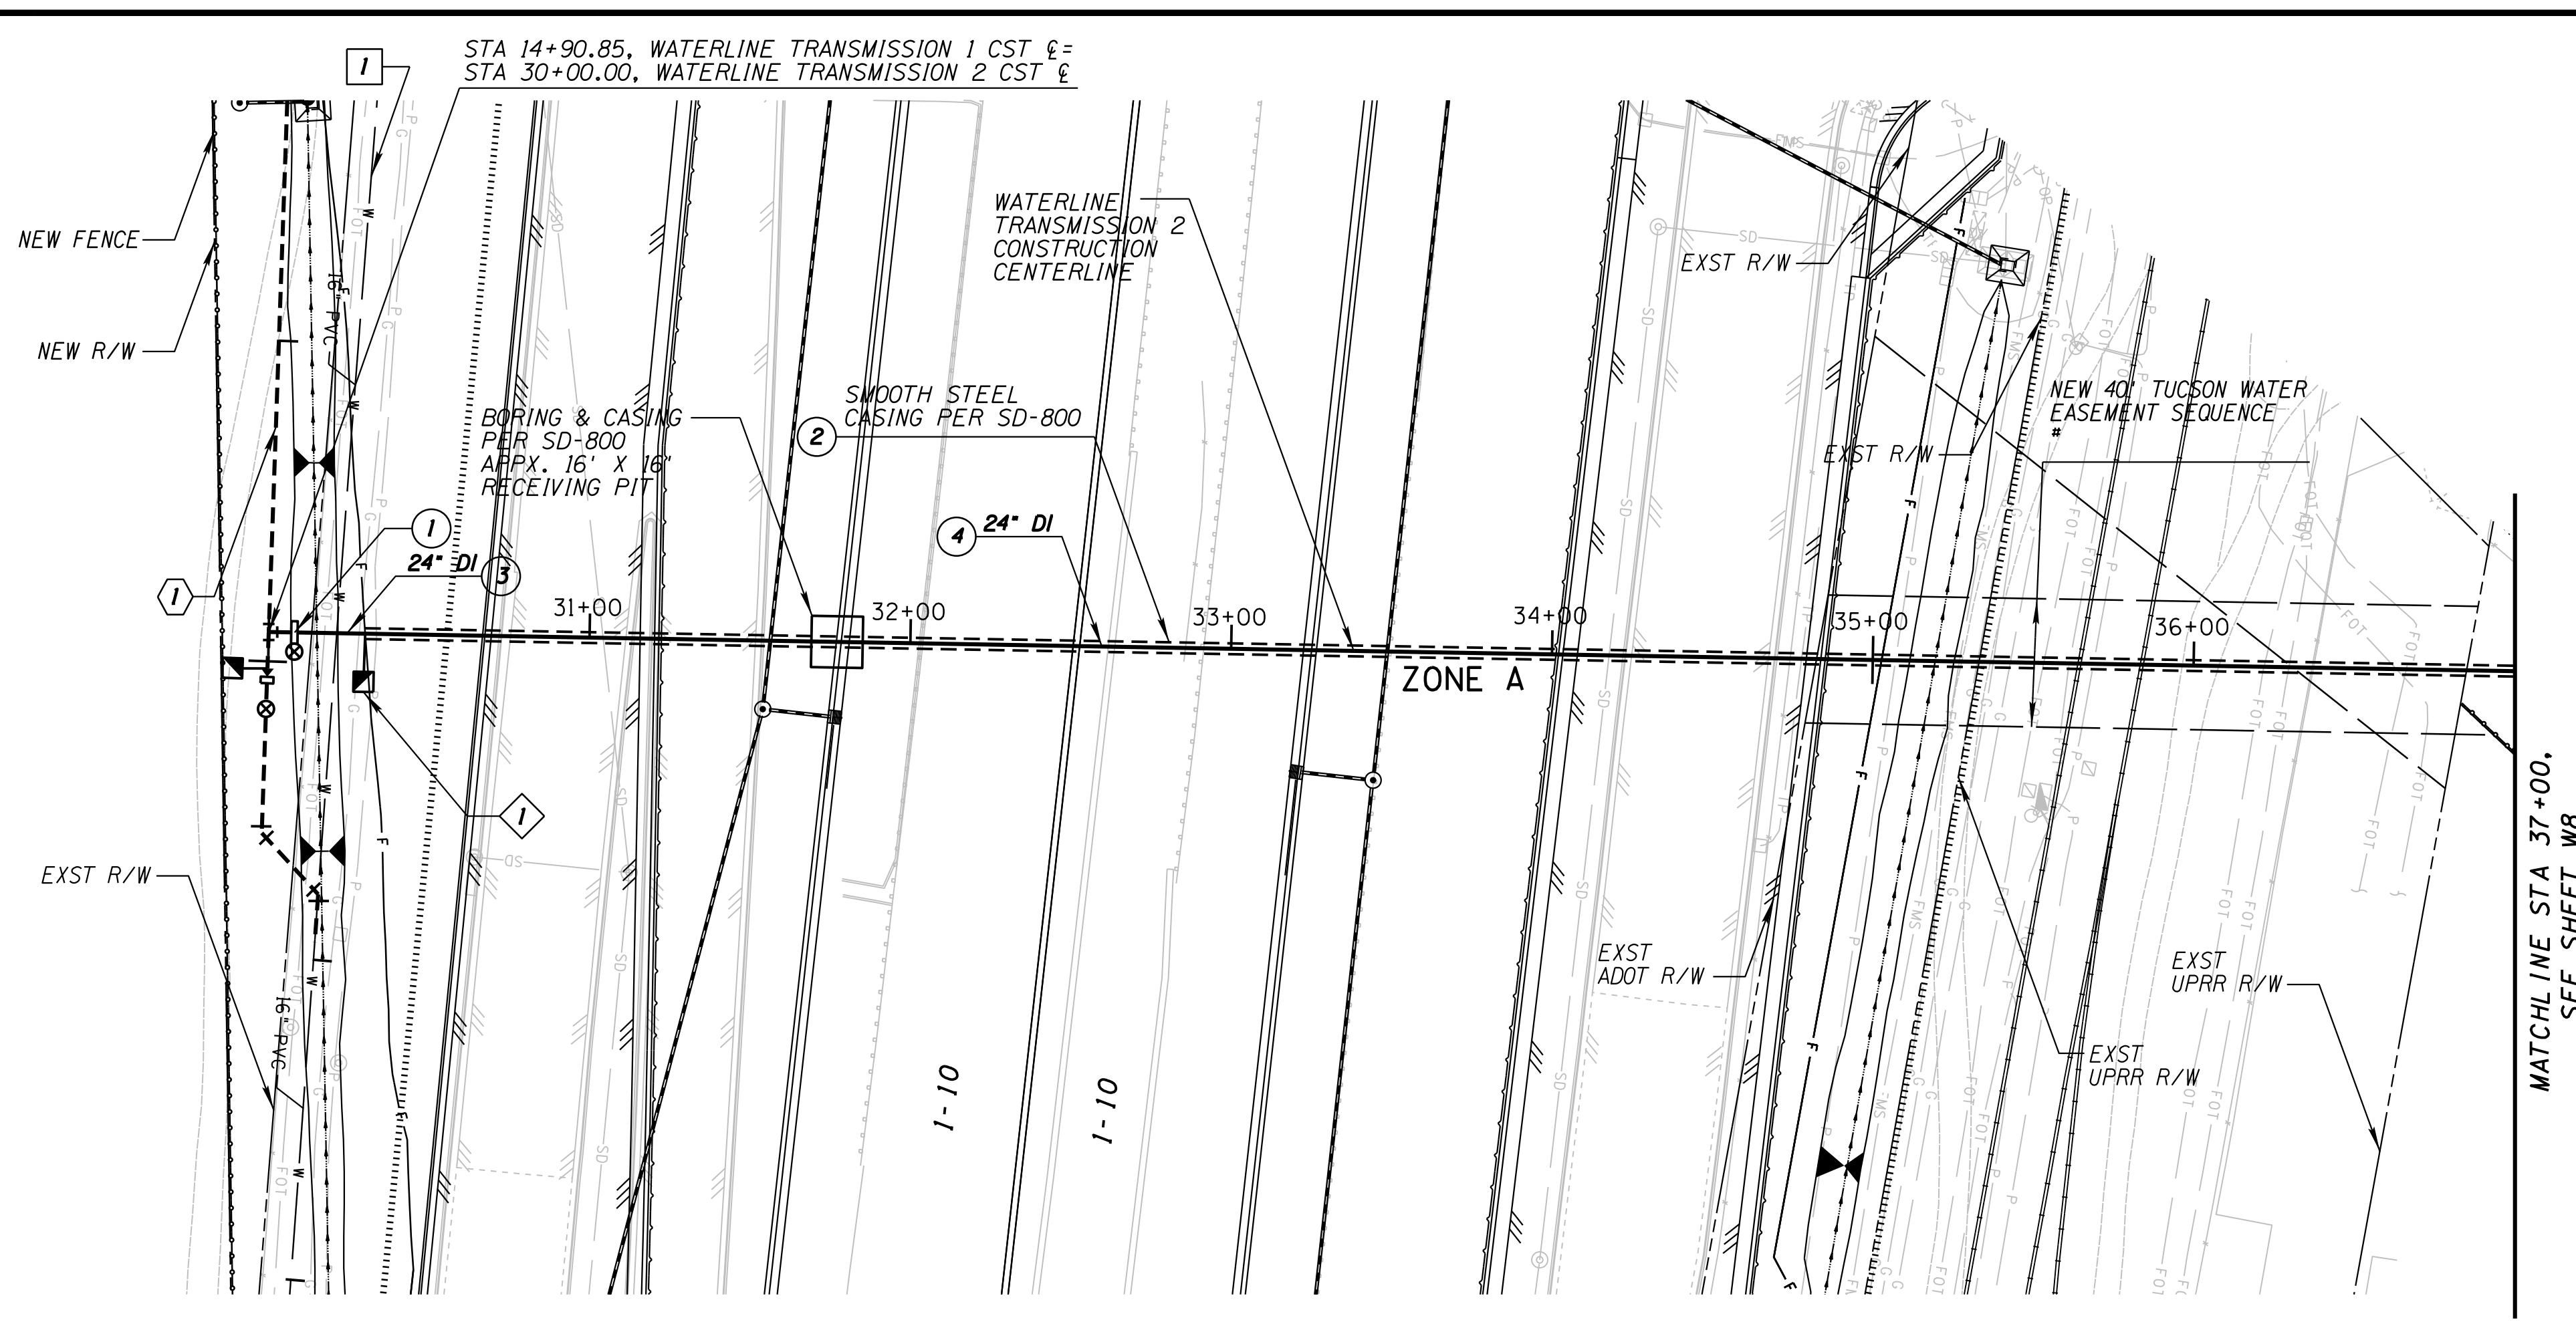 1
STA 14+90.85, WATERLINE TRANSMISSION 1 CST ℄=
STA 30+00.00, WATERLINE TRANSMISSION 2 CST ℄
NEW FENCE
NEW R/W
16" PVC
WATERLINE
TRANSMISSION 2
CONSTRUCTION
CENTERLINE
EXST R/W
BORING & CASING
PER SD-800
APPX. 16' X 16'
RECEIVING PIT
2
SMOOTH STEEL
CASING PER SD-800
EXST R/W
NEW 40' TUCSON WATER
EASEMENT SEQUENCE
#
1
24" DI
3
4
24" DI
1
31+00
32+00
33+00
34+00
35+00
36+00
ZONE A
1
EXST R/W
16" PVC
I-10
I-10
EXST
ADOT R/W
EXST
UPRR R/W
EXST
UPRR R/W
MATCHLINE STA 37+00,
SEE SHEET W8